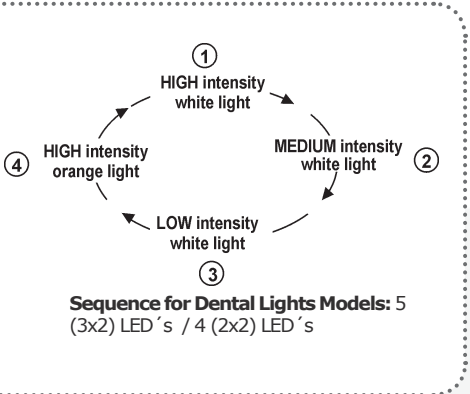 1
HIGH intensity
white light
MEDIUM intensity
white light
2
LOW intensity
white light
3
4
HIGH intensity
orange light
Sequence for Dental Lights Models: 5
(3x2) LED´s / 4 (2x2) LED´s